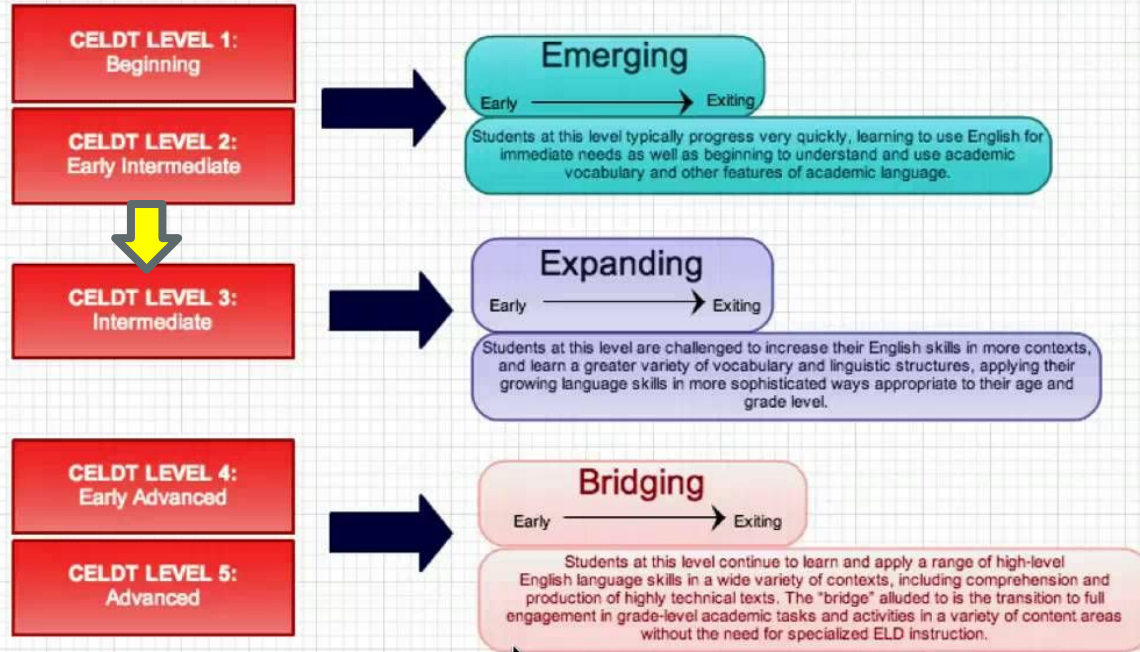 CELDT LEVEL 1:
Beginning
CELDT LEVEL 2:
Early Intermediate
Emerging
Early
Exiting
Students at this level typically progress very quickly, learning to use English for
immediate needs as well as beginning to understand and use academic
vocabulary and other features of academic language.
CELDT LEVEL 3:
Intermediate
Expanding
Early
Exiting
Students at this level are challenged to increase their English skills in more contexts,
and learn a greater variety of vocabulary and linguistic structures, applying their
growing language skills in more sophisticated ways appropriate to their age and
grade level.
CELDT LEVEL 4:
Early Advanced
CELDT LEVEL 5:
Advanced
Bridging
Early
Exiting
Students at this level continue to learn and apply a range of high-level
English language skills in a wide variety of contexts, including comprehension and
production of highly technical texts. The "bridge" alluded to is the transition to full
engagement in grade-level academic tasks and activities in a variety of content areas
without the need for specialized ELD instruction.